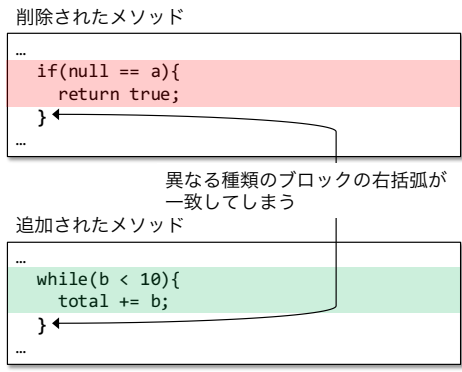 削除されたメソッド
…
if(null == a){
return true;
}
…
異なる種類のブロックの右括弧が
一致してしまう
追加されたメソッド
…
while(b < 10){
total += b;
}
…